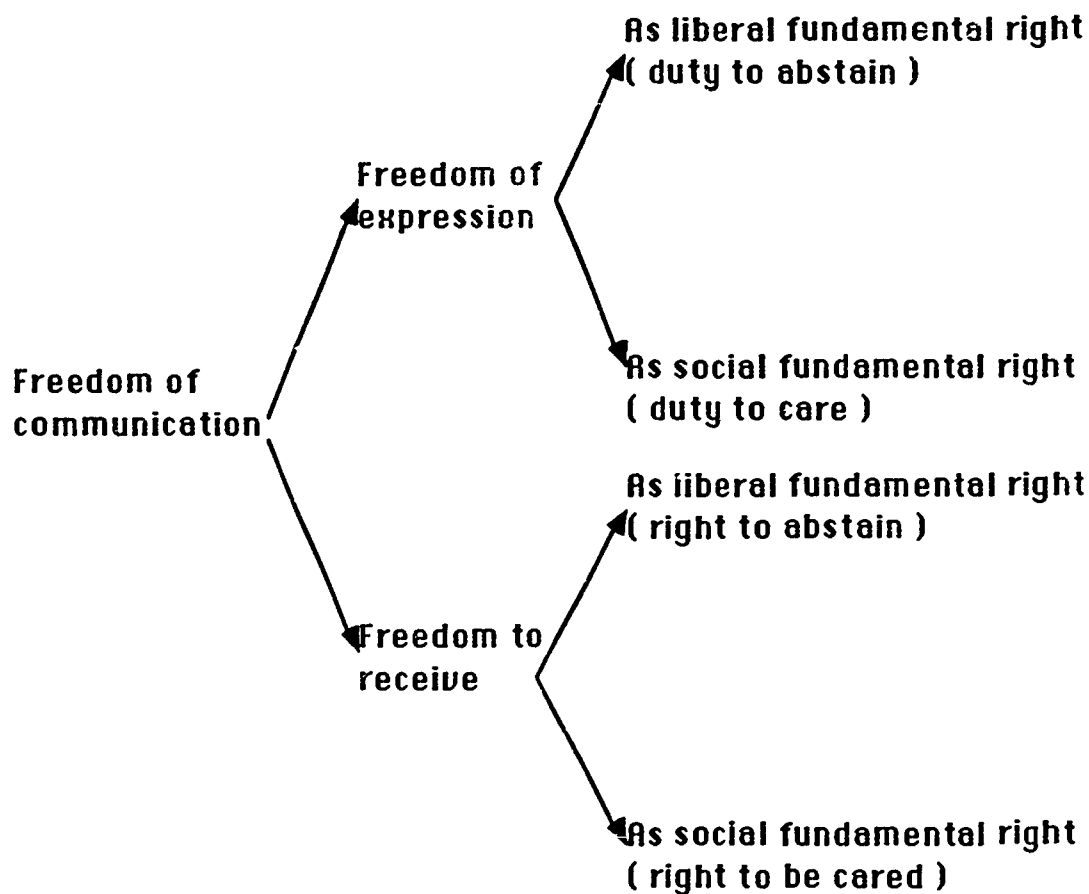 As liberal fundamental right
( duty to abstain )
Freedom of
expression
As social fundamental right
( duty to care )
Freedom of
communication
As liberal fundamental right
( right to abstain )
Freedom to
receive
As social fundamental right
( right to be cared )